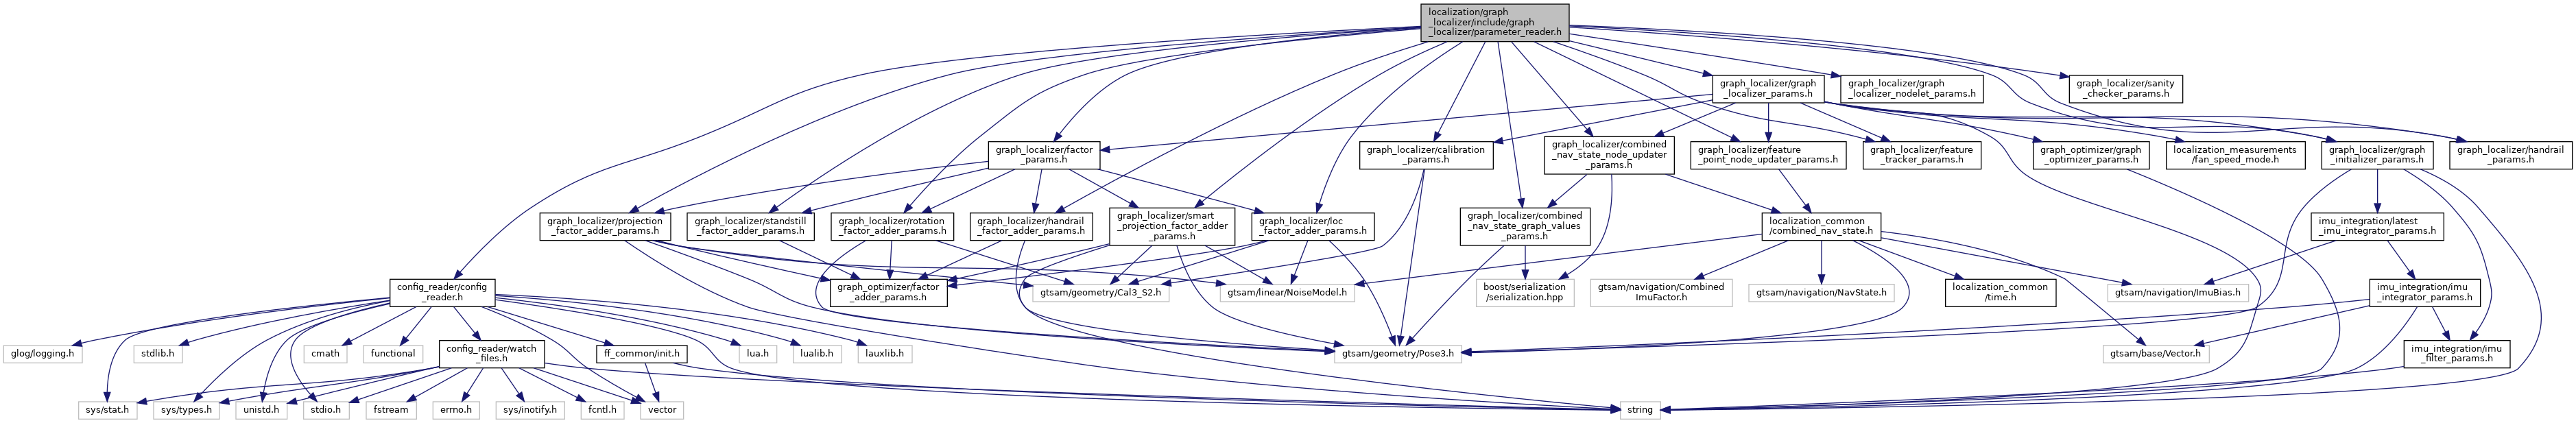 localization/graph
_localizer/include/graph
_localizer/parameter_reader.h
graph_localizer/graph
_localizer_params.h
graph_localizer/graph
_localizer_nodelet_params.h
graph_localizer/sanity
_checker_params.h
graph_localizer/factor
_params.h
graph_localizer/calibration
_params.h
graph_localizer/combined
_nav_state_node_updater
_params.h
graph_localizer/feature
_point_node_updater_params.h
graph_localizer/feature
_tracker_params.h
graph_optimizer/graph
_optimizer_params.h
localization_measurements
/fan_speed_mode.h
graph_localizer/graph
_initializer_params.h
graph_localizer/handrail
_params.h
graph_localizer/projection
_factor_adder_params.h
graph_localizer/standstill
_factor_adder_params.h
graph_localizer/rotation
_factor_adder_params.h
graph_localizer/handrail
_factor_adder_params.h
graph_localizer/smart
_projection_factor_adder
_params.h
graph_localizer/loc
_factor_adder_params.h
graph_localizer/combined
_nav_state_graph_values
_params.h
localization_common
/combined_nav_state.h
imu_integration/latest
_imu_integrator_params.h
config_reader/config
_reader.h
graph_optimizer/factor
_adder_params.h
gtsam/geometry/Cal3_S2.h
gtsam/linear/NoiseModel.h
boost/serialization
/serialization.hpp
gtsam/navigation/Combined
ImuFactor.h
gtsam/navigation/NavState.h
localization_common
/time.h
gtsam/navigation/ImuBias.h
imu_integration/imu
_integrator_params.h
glog/logging.h
stdlib.h
cmath
functional
config_reader/watch
_files.h
ff_common/init.h
lua.h
lualib.h
lauxlib.h
gtsam/geometry/Pose3.h
gtsam/base/Vector.h
imu_integration/imu
_filter_params.h
sys/stat.h
sys/types.h
unistd.h
stdio.h
fstream
errno.h
sys/inotify.h
fcntl.h
vector
string